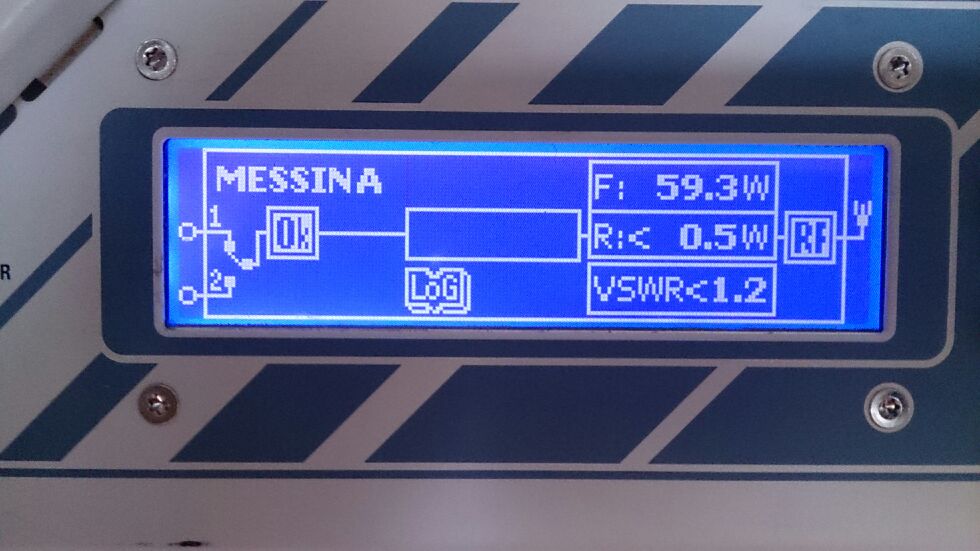 MESSINA
F: 59.3W
1
Ok
R:< 0.5W
RF
2
LOG
VSWR<1.2
R